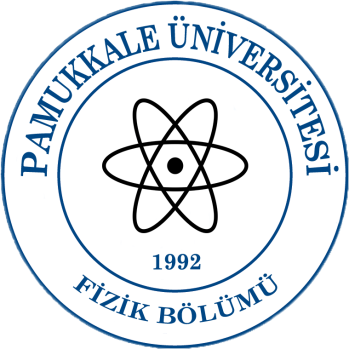 PAMUKKALE ÜNİVERSİTESİ
1992
FİZİK BÖLÜMÜ